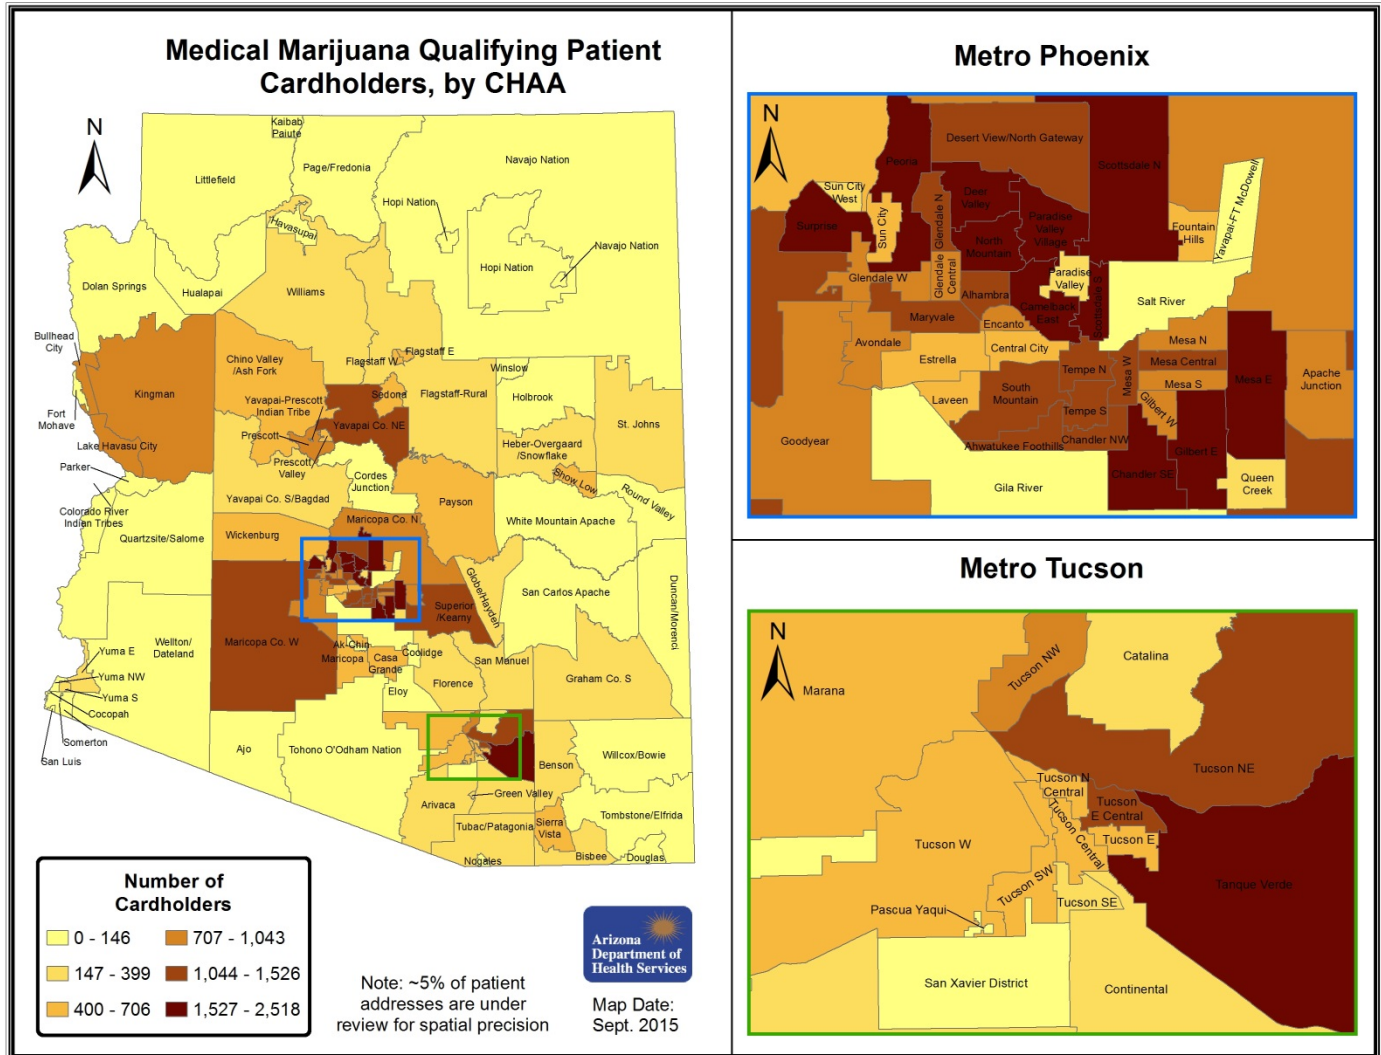 Medical Marijuana Qualifying Patient
Cardholders, by CHAA
N
Kaibab
Paiute
Littlefield
Page/Fredonia
Navajo Nation
Hopi Nation
Havasupai
Navajo Nation
Hopi Nation
Dolan Springs
Hualapai
Williams
Bullhead
City
Flagstaff W
Flagstaff E
Chino Valley
/Ash Fork
Winslow
Kingman
Sedona
Flagstaff-Rural
Holbrook
Yavapai-Prescott
Indian Tribe
Fort
Mohave
Yavapai Co. NE
St. Johns
Lake Havasu City
Prescott
Heber-Overgaard
/Snowflake
Parker
Prescott
Valley
Cordes
Junction
Show Low
Round Valley
Yavapai Co. S/Bagdad
Payson
Colorado River
Indian Tribes
Maricopa Co. N
White Mountain Apache
Quartzsite/Salome
Wickenburg
Globe/Hayden
San Carlos Apache
Duncan/Morenci
Superior
/Kearny
Maricopa Co. W
Wellton/
Dateland
Ak-Chin
Maricopa
Casa
Grande
Coolidge
Yuma E
San Manuel
Yuma NW
Florence
Graham Co. S
Eloy
Yuma S
Cocopah
Somerton
San Luis
Ajo
Tohono O'Odham Nation
Willcox/Bowie
Benson
Green Valley
Arivaca
Tombstone/Elfrida
Sierra
Vista
Tubac/Patagonia
Nogales
Bisbee
Douglas
Number of
Cardholders
0 - 146
707 - 1,043
147 - 399
1,044 - 1,526
400 - 706
1,527 - 2,518
Note: ~5% of patient
addresses are under
review for spatial precision
Arizona
Department of
Health Services
Map Date:
Sept. 2015
Metro Phoenix
N
Desert View/North Gateway
Peoria
Scottsdale N
Sun City
West
Deer
Valley
Yavapai-FT McDowell
Surprise
Sun City
Glendale N
Paradise
Valley
Village
Fountain
Hills
North
Mountain
Glendale W
Glendale
Central
Paradise
Valley
Alhambra
Scottsdale S
Salt River
Maryvale
Camelback
East
Encanto
Avondale
Central City
Mesa N
Estrella
Mesa Central
Tempe N
Mesa W
Mesa E
Apache
Junction
South
Mountain
Mesa S
Laveen
Tempe S
Gilbert W
Goodyear
Ahwatukee Foothills
Chandler NW
Gilbert E
Chandler SE
Queen
Creek
Gila River
Metro Tucson
N
Tucson NW
Catalina
Marana
Tucson NE
Tucson N
Central
Tucson
E Central
Tucson Central
Tucson E
Tucson W
Tucson SW
Tanque Verde
Tucson SE
Pascua Yaqui
San Xavier District
Continental